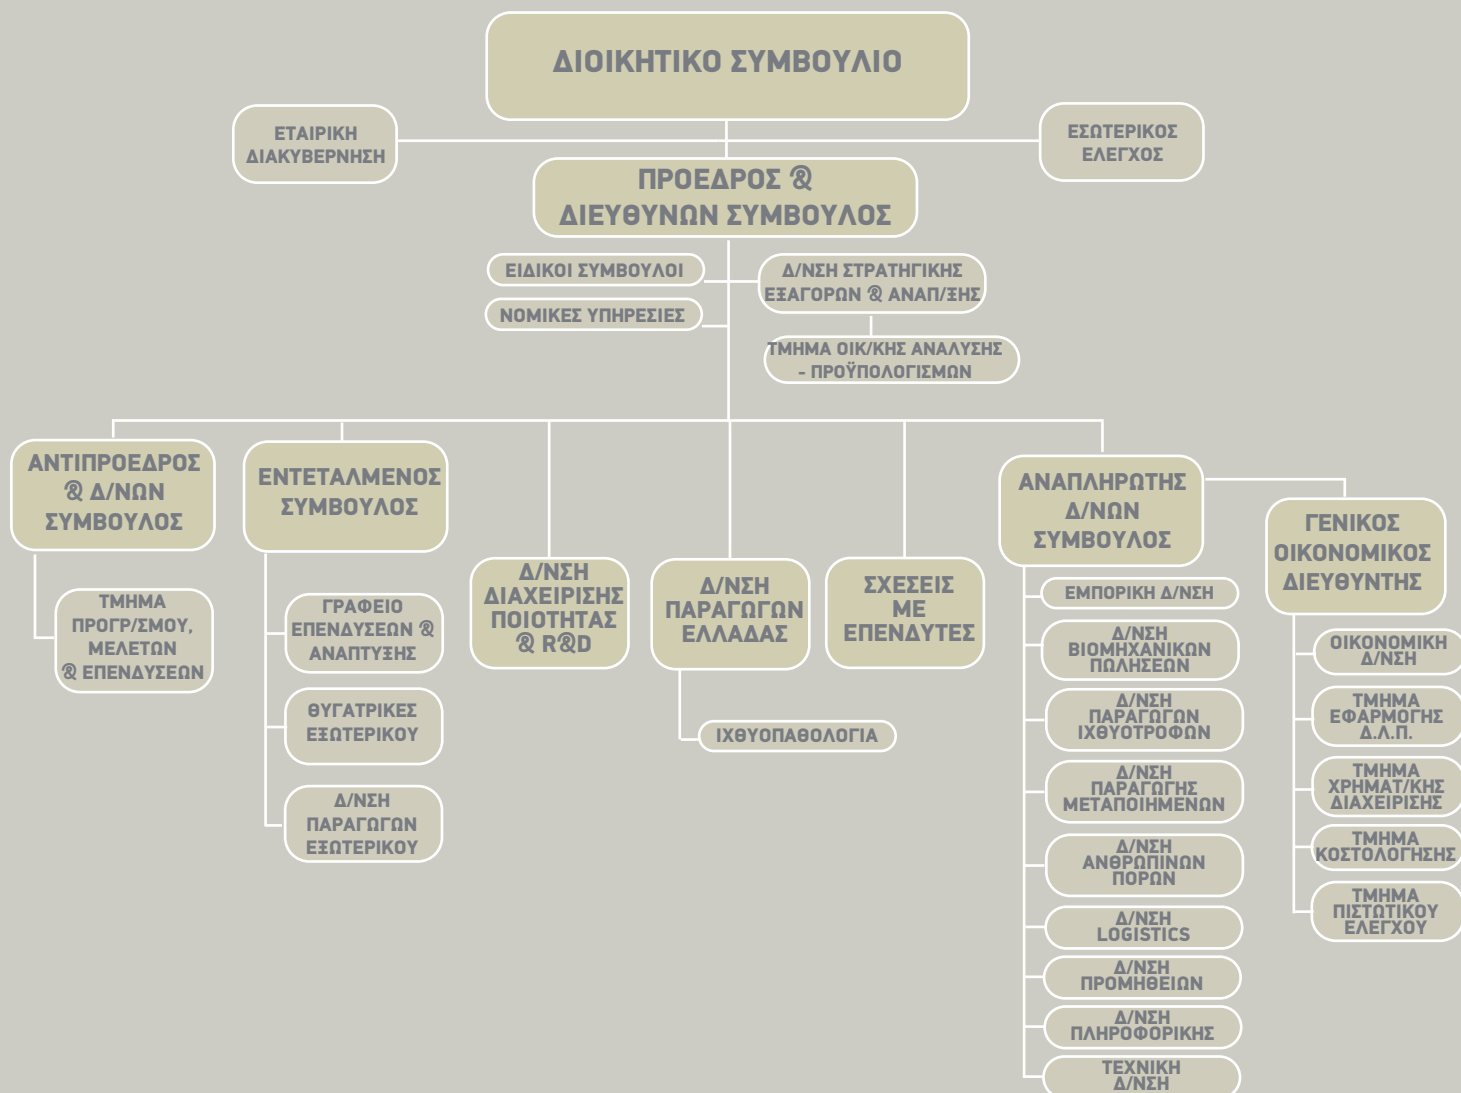 ΔΙΟΙΚΗΤΙΚΟ ΣΥΜΒΟΥΛΙΟ
ΕΤΑΙΡΙΚΗ
ΔΙΑΚΥΒΕΡΝΗΣΗ
ΕΣΩΤΕΡΙΚΟΣ
ΕΛΕΓΧΟΣ
ΠΡΟΕΔΡΟΣ &
ΔΙΕΥΘΥΝΩΝ ΣΥΜΒΟΥΛΟΣ
ΕΙΔΙΚΟΙ ΣΥΜΒΟΥΛΟΙ
ΝΟΜΙΚΕΣ ΥΠΗΡΕΣΙΕΣ
Δ/ΝΣΗ ΣΤΡΑΤΗΓΙΚΗΣ
ΕΞΑΓΟΡΩΝ & ΑΝΑΠ/ΞΗΣ
ΤΜΗΜΑ ΟΙΚ/ΚΗΣ ΑΝΑΛΥΣΗΣ
- ΠΡΟΫΠΟΛΟΓΙΣΜΩΝ
ΑΝΤΙΠΡΟΕΔΡΟΣ
& Δ/ΝΩΝ
ΣΥΜΒΟΥΛΟΣ
ΤΜΗΜΑ
ΠΡΟΓΡ/ΣΜΟΥ,
ΜΕΛΕΤΩΝ
& ΕΠΕΝΔΥΣΕΩΝ
ΕΝΤΕΤΑΛΜΕΝΟΣ
ΣΥΜΒΟΥΛΟΣ
ΓΡΑΦΕΙΟ
ΕΠΕΝΔΥΣΕΩΝ &
ΑΝΑΠΤΥΞΗΣ
ΘΥΓΑΤΡΙΚΕΣ
ΕΞΩΤΕΡΙΚΟΥ
Δ/ΝΣΗ
ΠΑΡΑΓΩΓΩΝ
ΕΞΩΤΕΡΙΚΟΥ
Δ/ΝΣΗ
ΔΙΑΧΕΙΡΙΣΗΣ
ΠΟΙΟΤΗΤΑΣ
& R&D
Δ/ΝΣΗ
ΠΑΡΑΓΩΓΩΝ
ΕΛΛΑΔΑΣ
ΙΧΘΥΟΠΑΘΟΛΟΓΙΑ
ΣΧΕΣΕΙΣ
ΜΕ
ΕΠΕΝΔΥΤΕΣ
ΑΝΑΠΛΗΡΩΤΗΣ
Δ/ΝΩΝ
ΣΥΜΒΟΥΛΟΣ
ΕΜΠΟΡΙΚΗ Δ/ΝΣΗ
Δ/ΝΣΗ
ΒΙΟΜΗΧΑΝΙΚΩΝ
ΠΩΛΗΣΕΩΝ
Δ/ΝΣΗ
ΠΑΡΑΓΩΓΩΝ
ΙΧΘΥΟΤΡΟΦΩΝ
Δ/ΝΣΗ
ΠΑΡΑΓΩΓΗΣ
ΜΕΤΑΠΟΙΗΜΕΝΩΝ
Δ/ΝΣΗ
ΑΝΘΡΩΠΙΝΩΝ
ΠΟΡΩΝ
Δ/ΝΣΗ
LOGISTICS
Δ/ΝΣΗ
ΠΡΟΜΗΘΕΙΩΝ
Δ/ΝΣΗ
ΠΛΗΡΟΦΟΡΙΚΗΣ
ΤΕΧΝΙΚΗ
Δ/ΝΣΗ
ΓΕΝΙΚΟΣ
ΟΙΚΟΝΟΜΙΚΟΣ
ΔΙΕΥΘΥΝΤΗΣ
ΟΙΚΟΝΟΜΙΚΗ
Δ/ΝΣΗ
ΤΜΗΜΑ
ΕΦΑΡΜΟΓΗΣ
Δ.Λ.Π.
ΤΜΗΜΑ
ΧΡΗΜΑΤ/ΚΗΣ
ΔΙΑΧΕΙΡΙΣΗΣ
ΤΜΗΜΑ
ΚΟΣΤΟΛΟΓΗΣΗΣ
ΤΜΗΜΑ
ΠΙΣΤΩΤΙΚΟΥ
ΕΛΕΓΧΟΥ